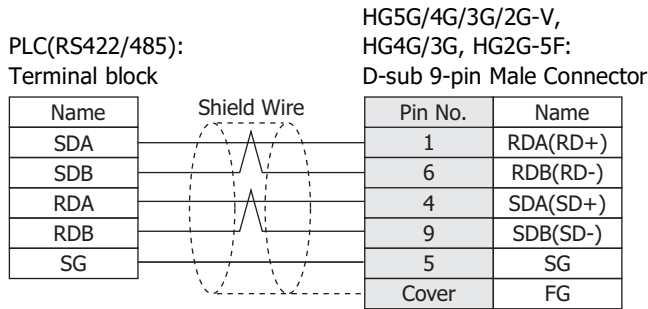 HG5G/4G/3G/2G-V,
PLC(RS422/485): HG4G/3G, HG2G-5F:
Terminal block D-sub 9-pin Male Connector
Name Shield Wire Pin No. Name
SDA 1 RDA(RD+)
SDB 6 RDB(RD-)
RDA 4 SDA(SD+)
RDB 9 SDB(SD-)
SG 5 SG
Cover FG